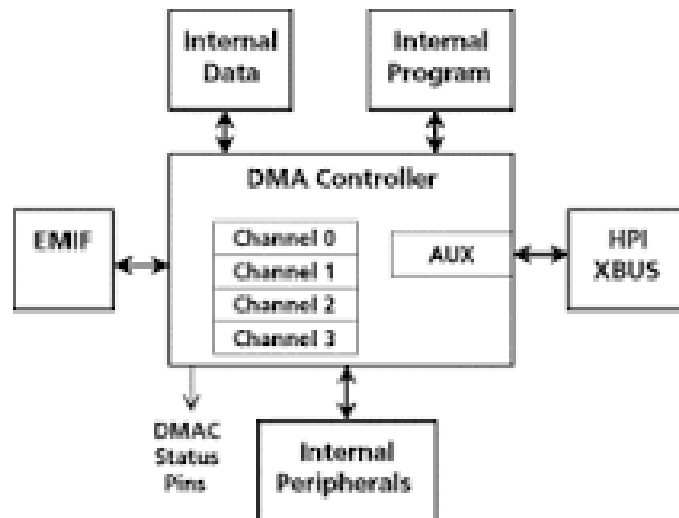 Internal
Data
Internal
Program
DMA Controller
EMIF
Channel 0
Channel 1
Channel 2
Channel 3
AUX
HPI
XBUS
DMAC
Status
Pins
Internal
Peripherals